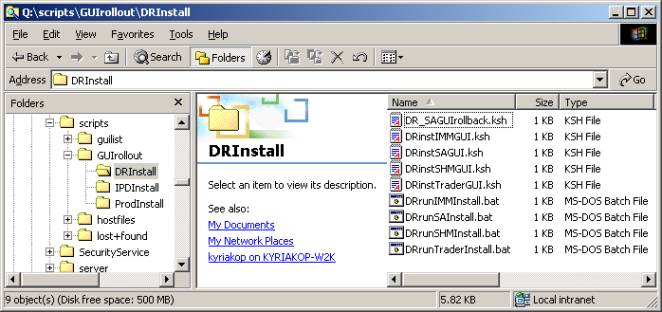 Q:\scripts\GUIrollout\DRInstall
File Edit View Favorites Tools Help
Back Search Folders
Address DRInstall Go
Folders
scripts
guilist
GUIrollout
DRInstall
IPDInstall
ProdInstall
hostfiles
lost+found
SecurityService
server
DRInstall
Select an item to view its description.
See also:
My Documents
My Network Places
kyriakop on KYRIAKOP-W2K
Name Size Type
DR_SAGUIrollback.ksh 1 KB KSH File
DRinstIMMGUI.ksh 1 KB KSH File
DRinstSAGUI.ksh 1 KB KSH File
DRinstSHMGUI.ksh 1 KB KSH File
DRinstTraderGUI.ksh 1 KB KSH File
DRrunIMMInstall.bat 1 KB MS-DOS Batch File
DRrunSAInstall.bat 1 KB MS-DOS Batch File
DRrunSHMInstall.bat 1 KB MS-DOS Batch File
DRrunTraderInstall.bat 1 KB MS-DOS Batch File
9 object(s) (Disk free space: 500 MB) 5.82 KB Local intranet